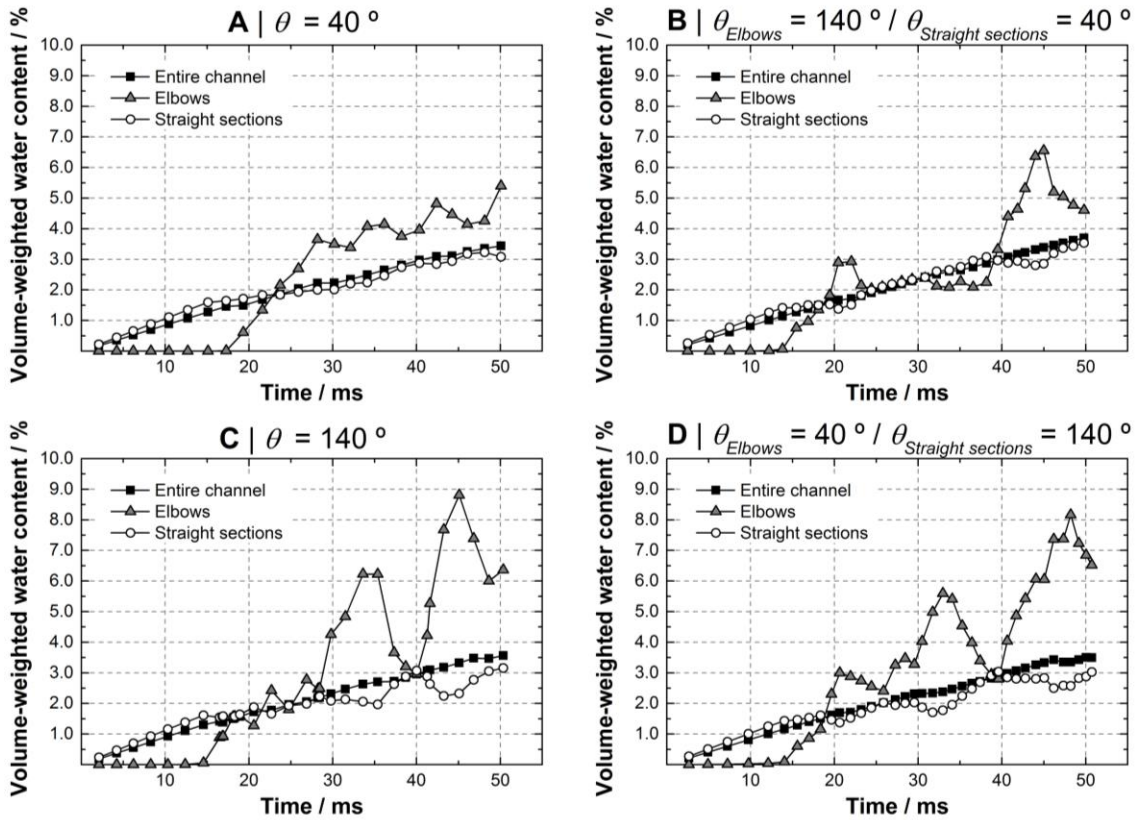 A | θ = 40 º
Volume-weighted water content / %
10.0
9.0
8.0
7.0
6.0
5.0
4.0
3.0
2.0
1.0
Entire channel
Elbows
Straight sections
10 20 30 40 50
Time / ms
B | θElbows = 140 º / θStraight sections = 40 º
Volume-weighted water content / %
10.0
9.0
8.0
7.0
6.0
5.0
4.0
3.0
2.0
1.0
Entire channel
Elbows
Straight sections
10 20 30 40 50
Time / ms
C | θ = 140 º
Volume-weighted water content / %
10.0
9.0
8.0
7.0
6.0
5.0
4.0
3.0
2.0
1.0
Entire channel
Elbows
Straight sections
10 20 30 40 50
Time / ms
D | θElbows = 40 º / θStraight sections = 140 º
Volume-weighted water content / %
10.0
9.0
8.0
7.0
6.0
5.0
4.0
3.0
2.0
1.0
Entire channel
Elbows
Straight sections
10 20 30 40 50
Time / ms